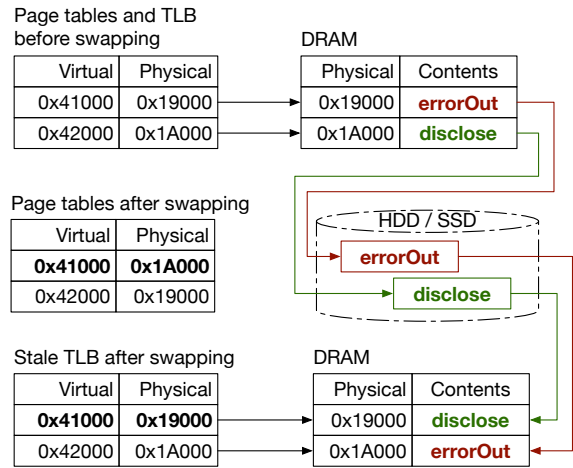 Page tables and TLB
before swapping
Virtual Physical
0x41000 0x19000
0x42000 0x1A000
DRAM
Physical Contents
0x19000 errorOut
0x1A000 disclose
Page tables after swapping
Virtual Physical
0x41000 0x1A000
0x42000 0x19000
HDD / SSD
errorOut
disclose
Stale TLB after swapping
Virtual Physical
0x41000 0x19000
0x42000 0x1A000
DRAM
Physical Contents
0x19000 disclose
0x1A000 errorOut